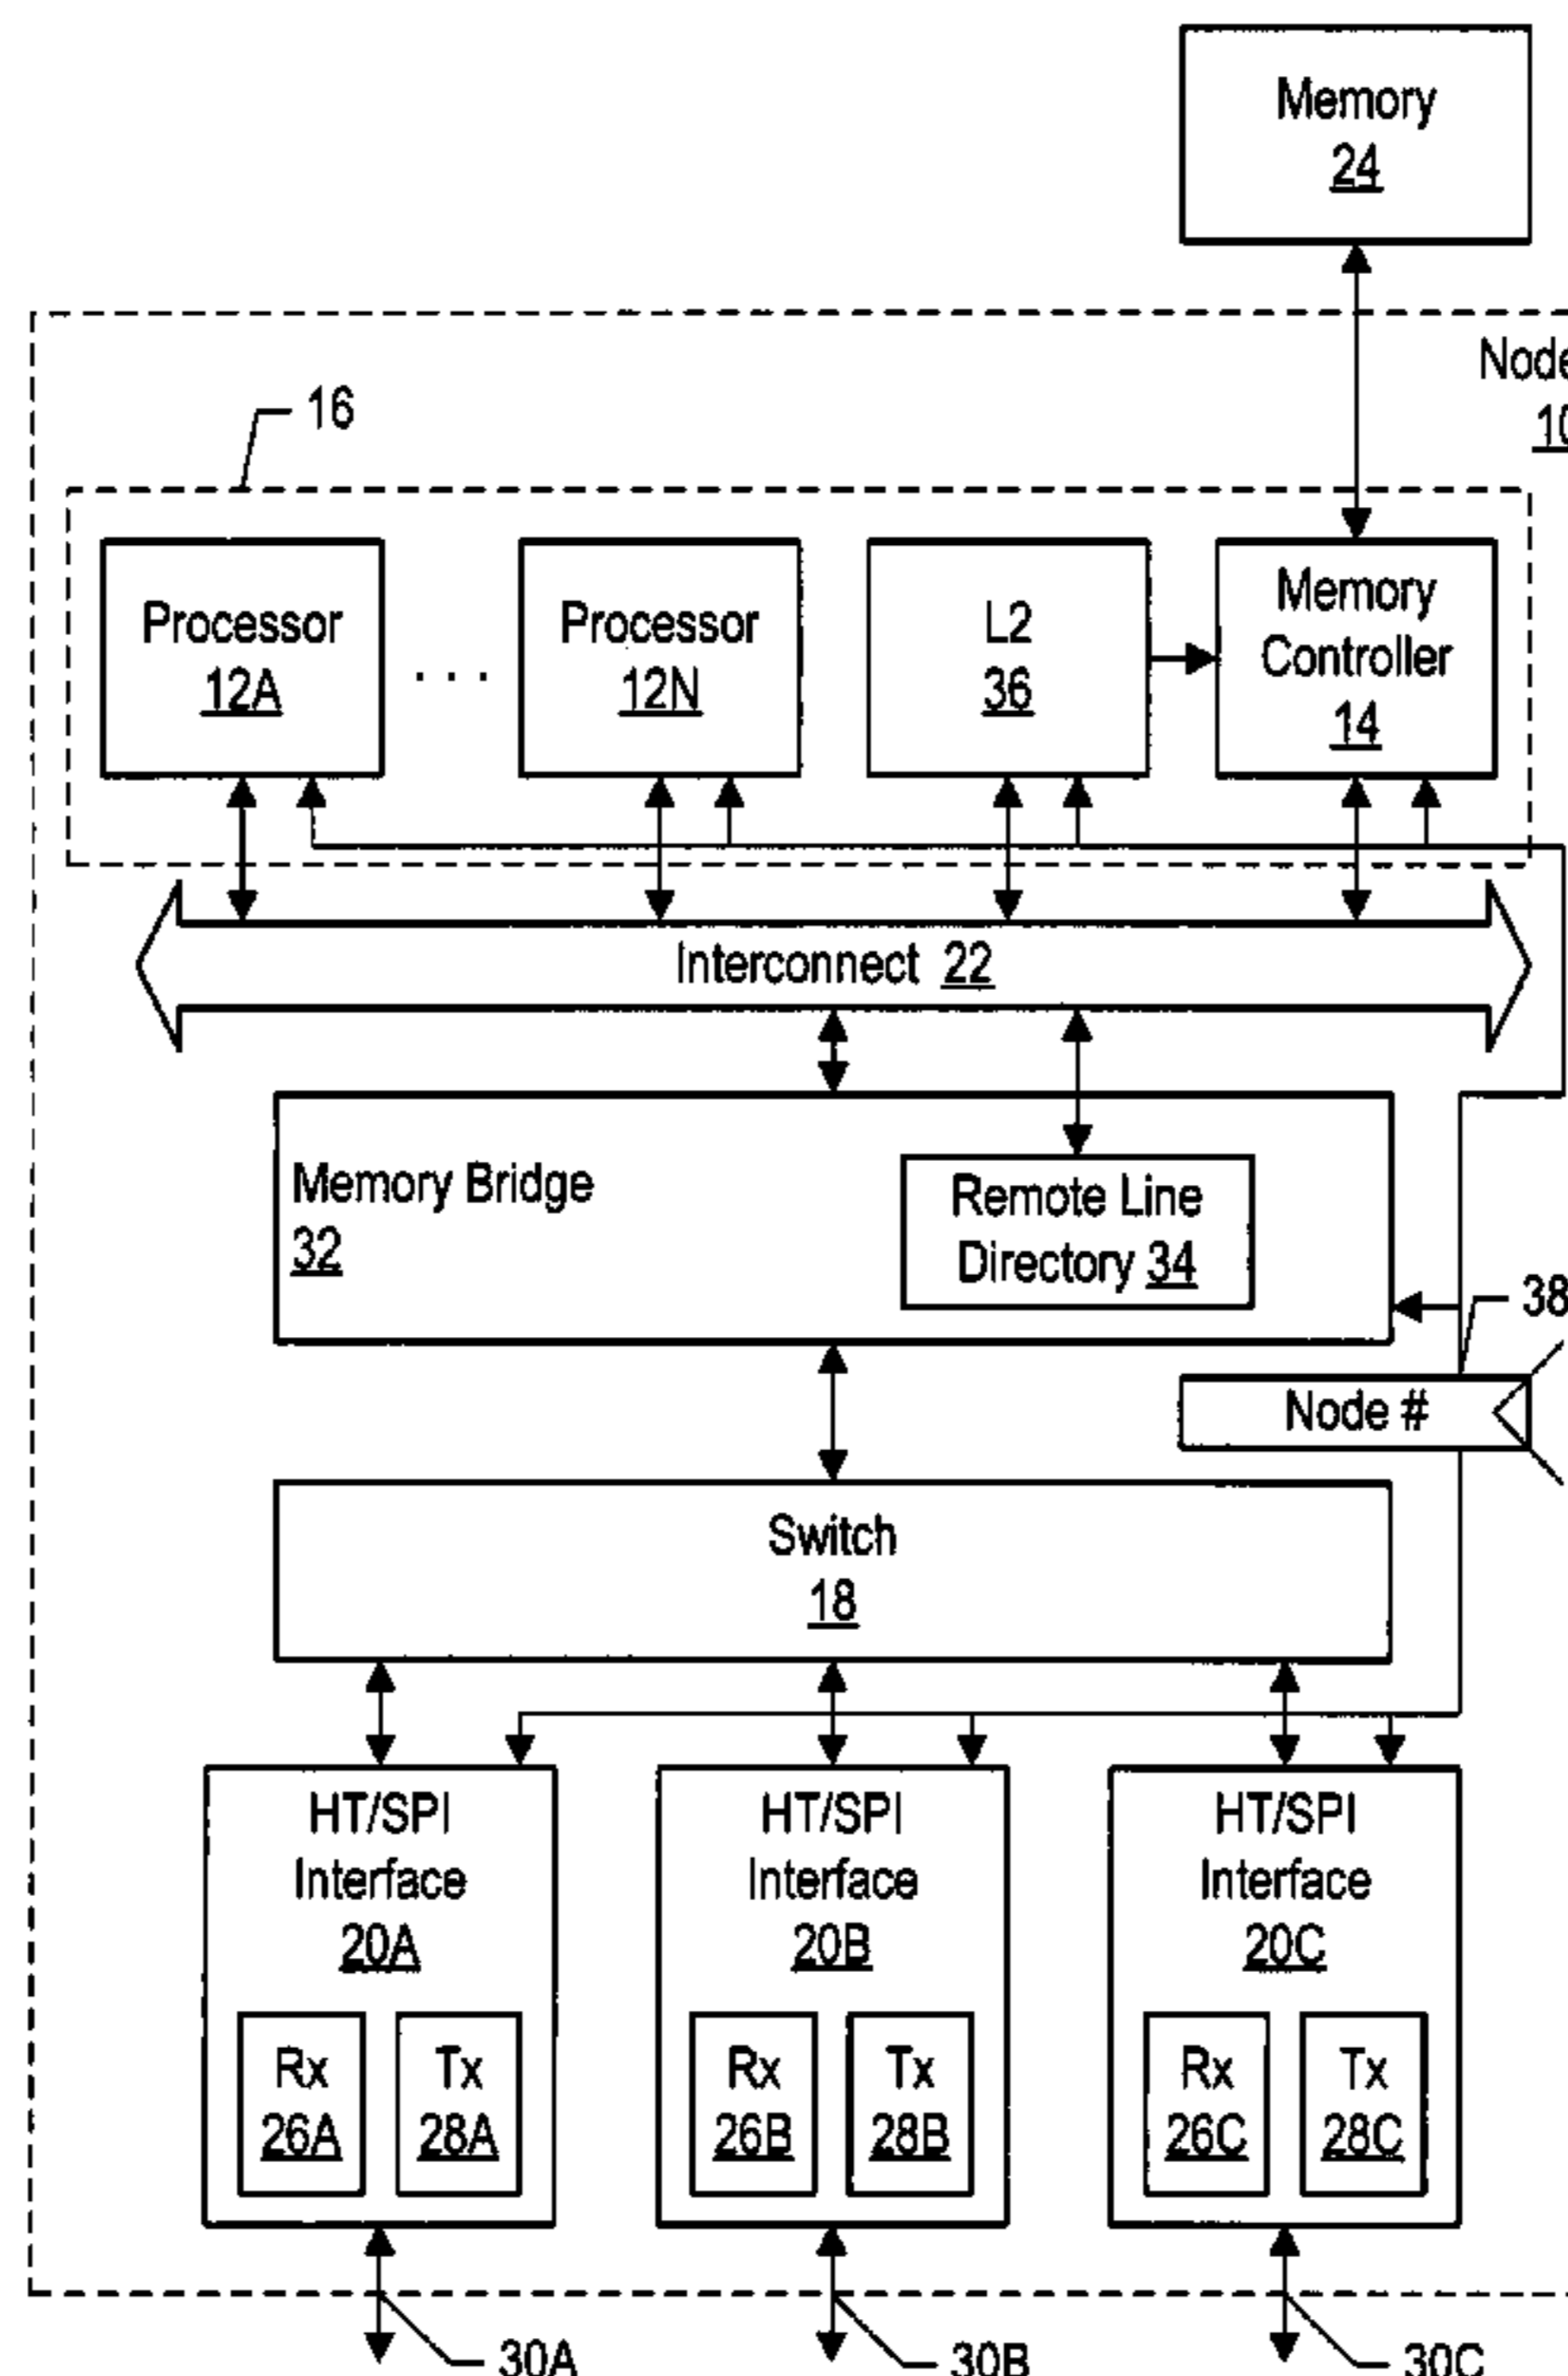 Memory
24
Node
10
16
Processor
12A
. . .
Processor
12N
L2
36
Memory
Controller
14
Interconnect 22
Memory Bridge
32
Remote Line
Directory 34
38
Node #
Switch
18
HT/SPI
Interface
20A
Rx
26A
Tx
28A
HT/SPI
Interface
20B
Rx
26B
Tx
28B
HT/SPI
Interface
20C
Rx
26C
Tx
28C
30A
30B
30C